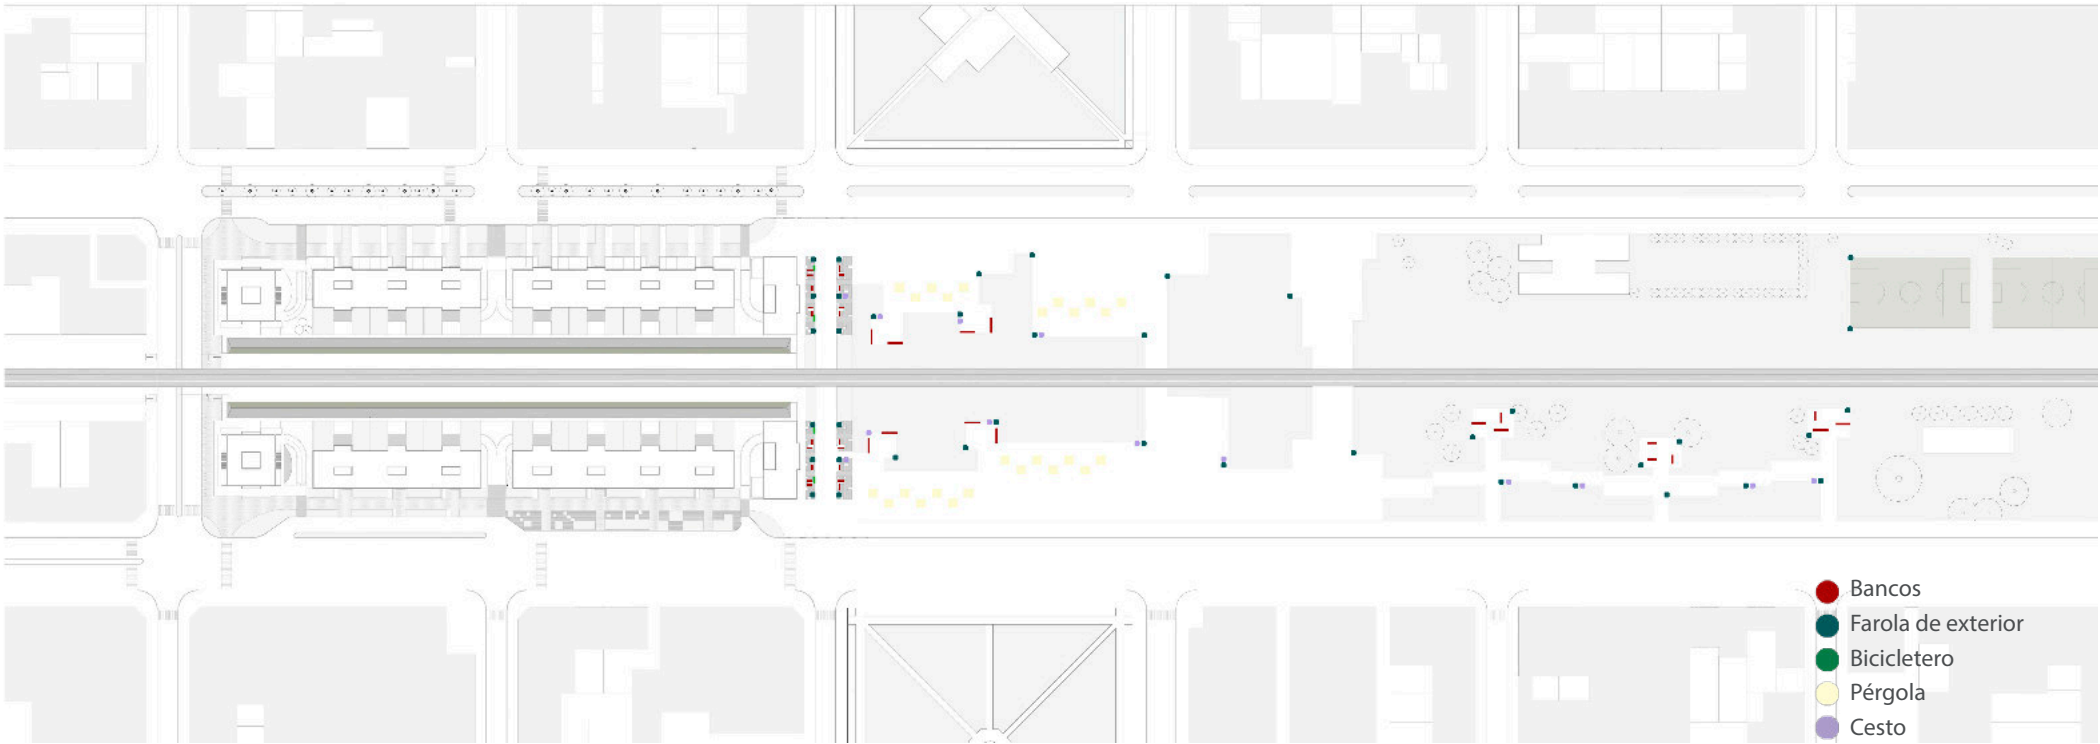 Bancos
Farola de exterior
Bicicletero
Pérgola
Cesto